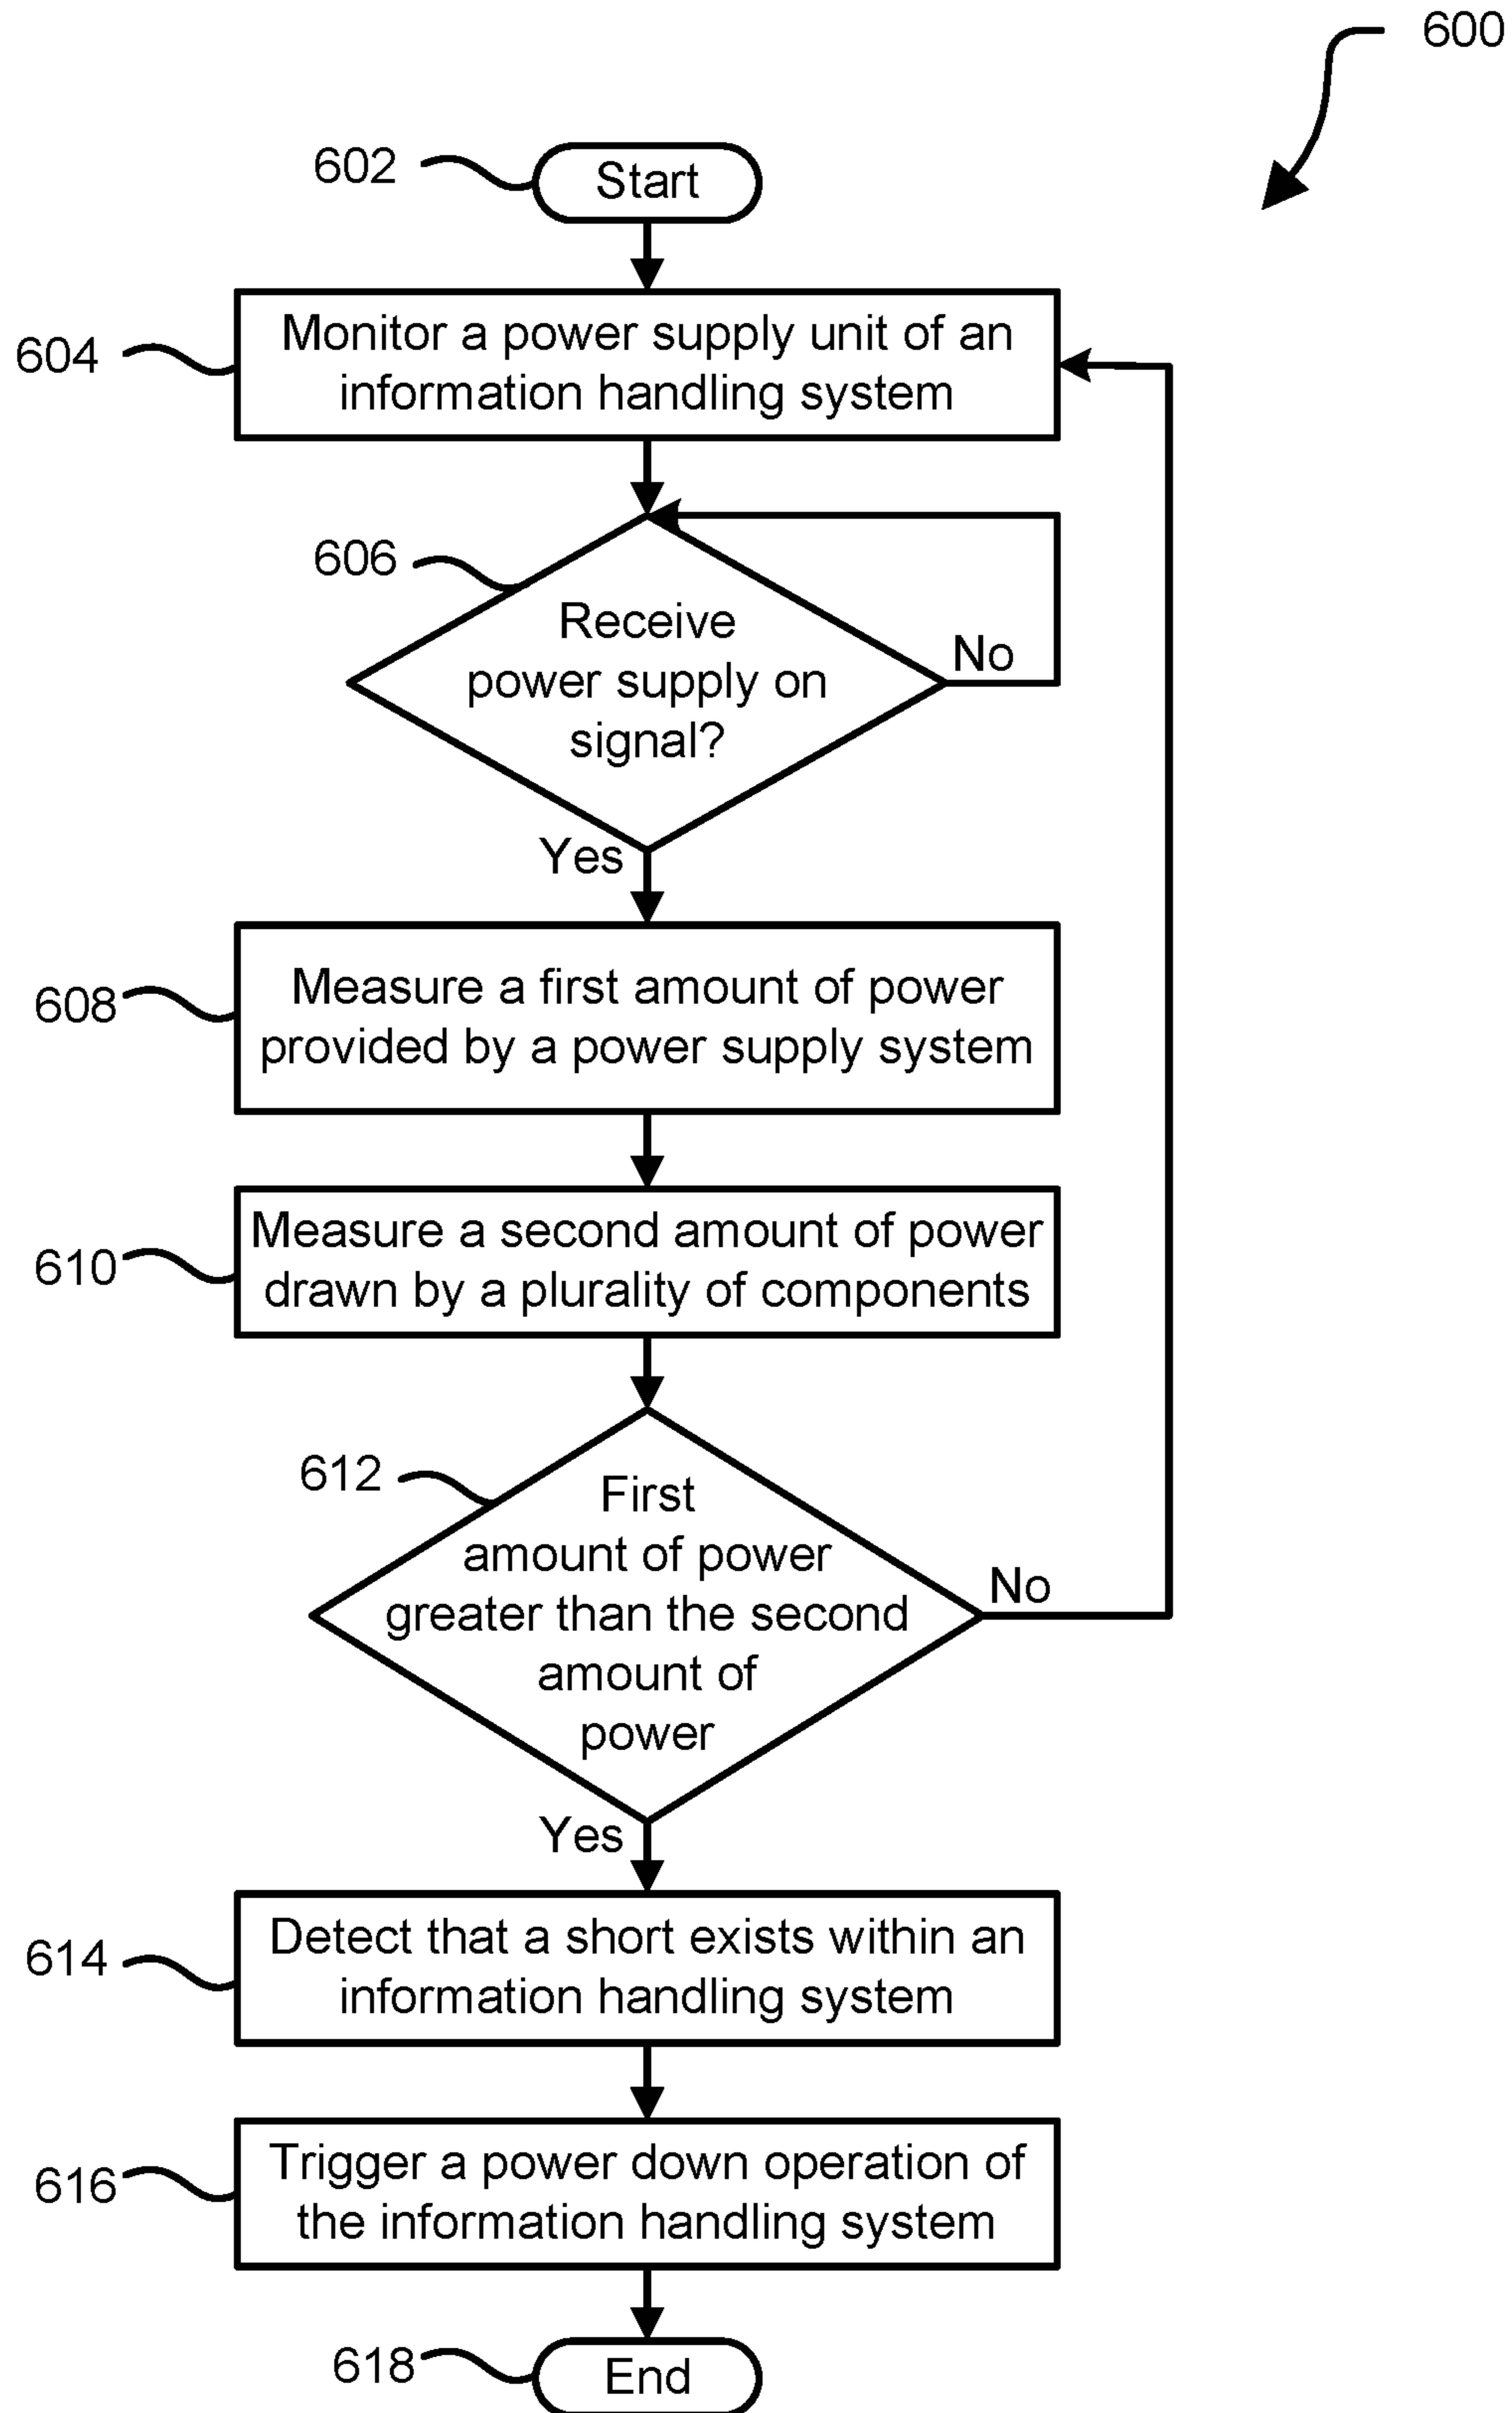 600
602
Start
604
Monitor a power supply unit of an
information handling system
606
Receive
power supply on
signal?
No
Yes
608
Measure a first amount of power
provided by a power supply system
610
Measure a second amount of power
drawn by a plurality of components
612
First
amount of power
greater than the second
amount of
power
No
Yes
614
Detect that a short exists within an
information handling system
616
Trigger a power down operation of
the information handling system
618
End